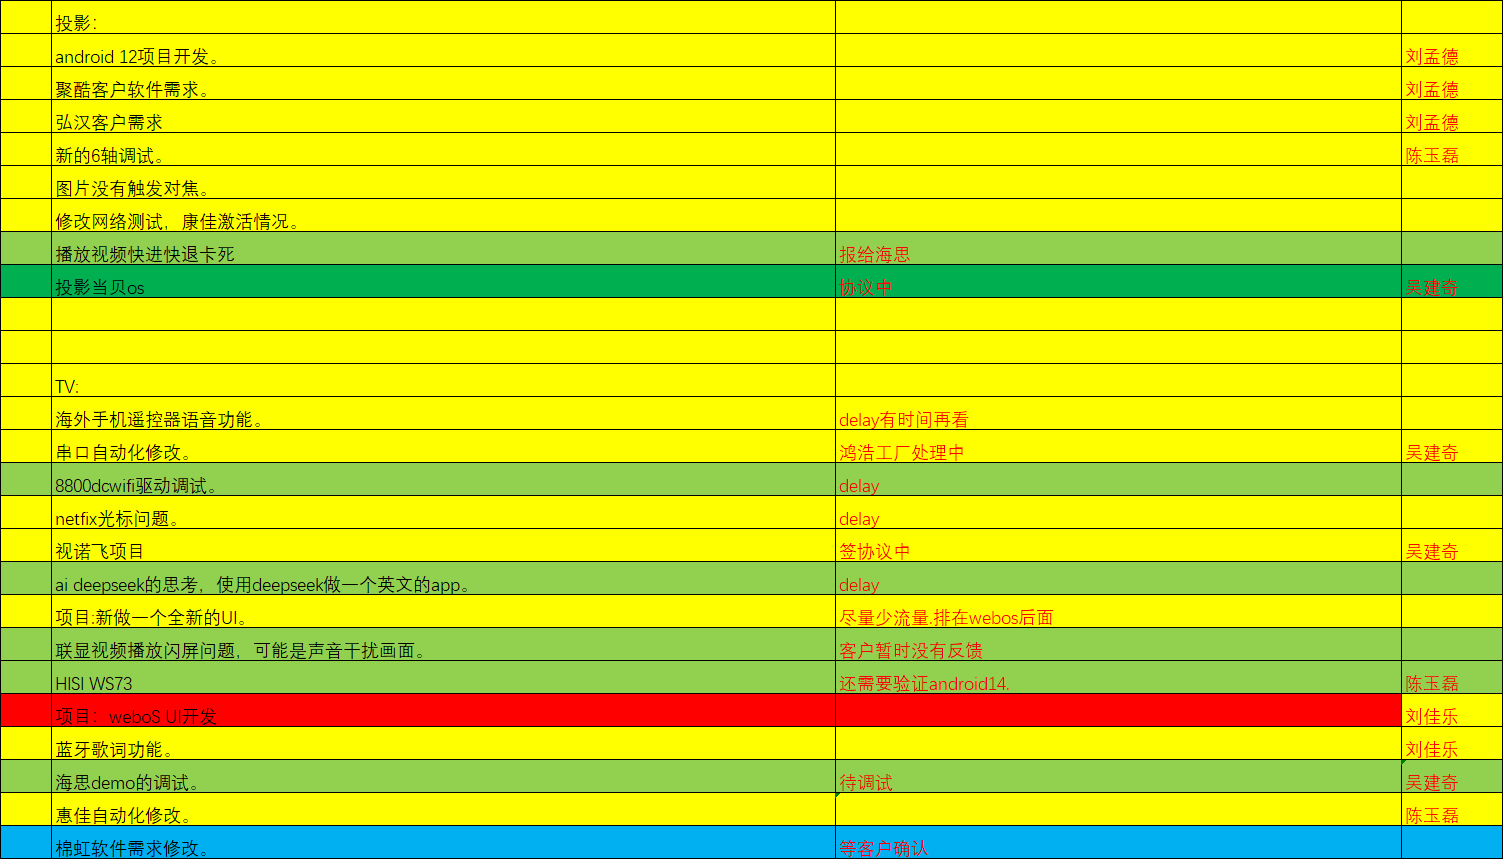 投影：
android 12项目开发。 刘孟德
聚酷客户软件需求。 刘孟德
弘汉客户需求 刘孟德
新的6轴调试。 陈玉磊
图片没有触发对焦。
修改网络测试，康佳激活情况。
播放视频快进快退卡死 报给海思
投影当贝os 协议中 吴建奇
TV:
海外手机遥控器语音功能。 delay有时间再看
串口自动化修改。 鸿浩工厂处理中 吴建奇
8800dcwifi驱动调试。 delay
netfix光标问题。 delay
视诺飞项目 签协议中 吴建奇
ai deepseek的思考，使用deepseek做一个英文的app。 delay
项目:新做一个全新的UI。 尽量少流量.排在webos后面
联显视频播放闪屏问题，可能是声音干扰画面。 客户暂时没有反馈
HISI WS73 还需要验证android14. 陈玉磊
项目：weboS UI开发 刘佳乐
蓝牙歌词功能。 刘佳乐
海思demo的调试。 待调试 吴建奇
惠佳自动化修改。 陈玉磊
棉虹软件需求修改。 等客户确认